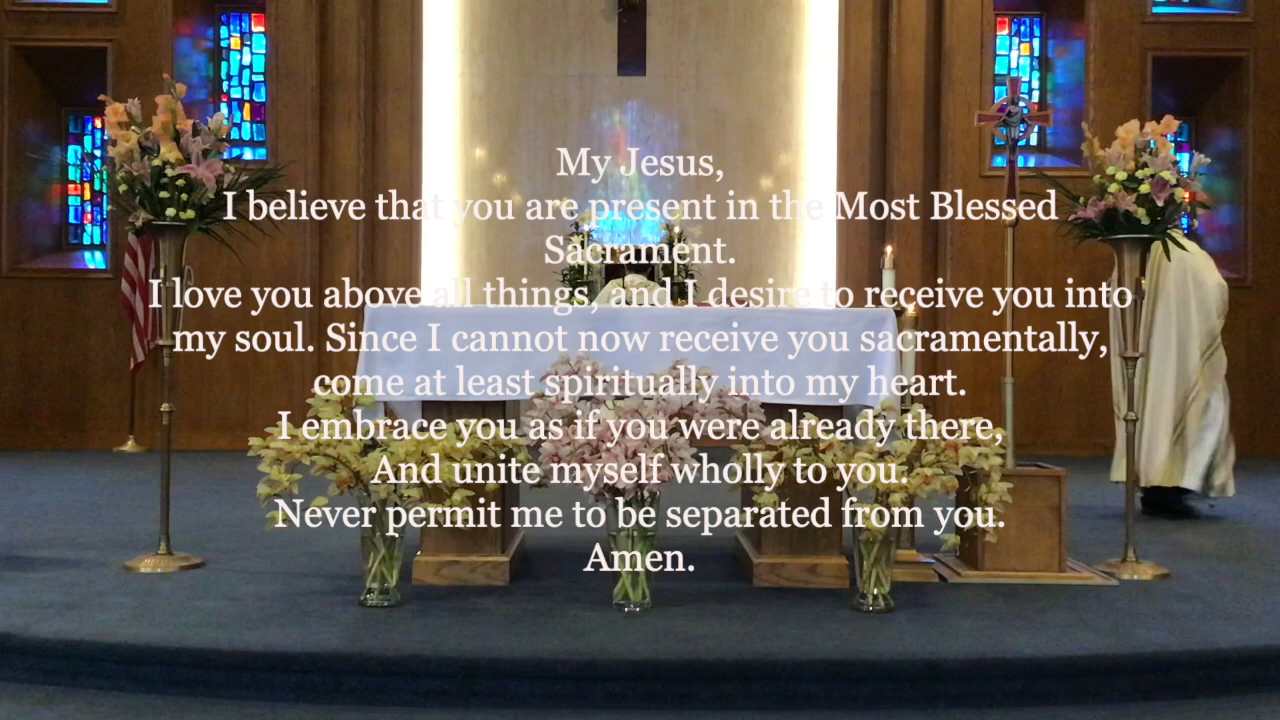 My Jesus,
I believe that you are present in the Most Blessed
Sacrament.
I love you above all things, and I desire to receive you into
my soul. Since I cannot now receive you sacramentally,
come at least spiritually into my heart.
I embrace you as if you were already there,
And unite myself wholly to you.
Never permit me to be separated from you.
Amen.